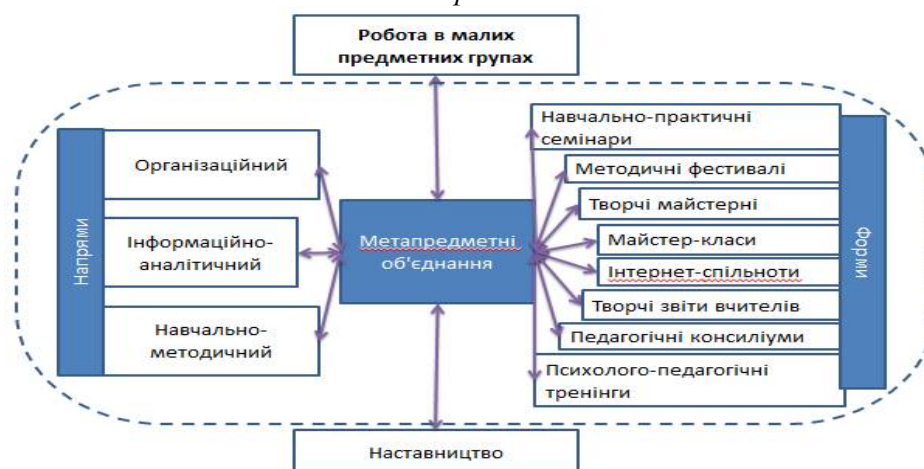 Робота в малих
предметних групах
Напрями
Організаційний
Інформаційно-
аналітичний
Навчально-
методичний
Метапредметні
об'єднання
Навчально-практичні
семінари
Методичні фестивалі
Творчі майстерні
Майстер-класи
Інтернет-спільноти
Творчі звіти вчителів
Педагогічні консиліуми
Психолого-педагогічні
тренінги
Форми
Наставництво